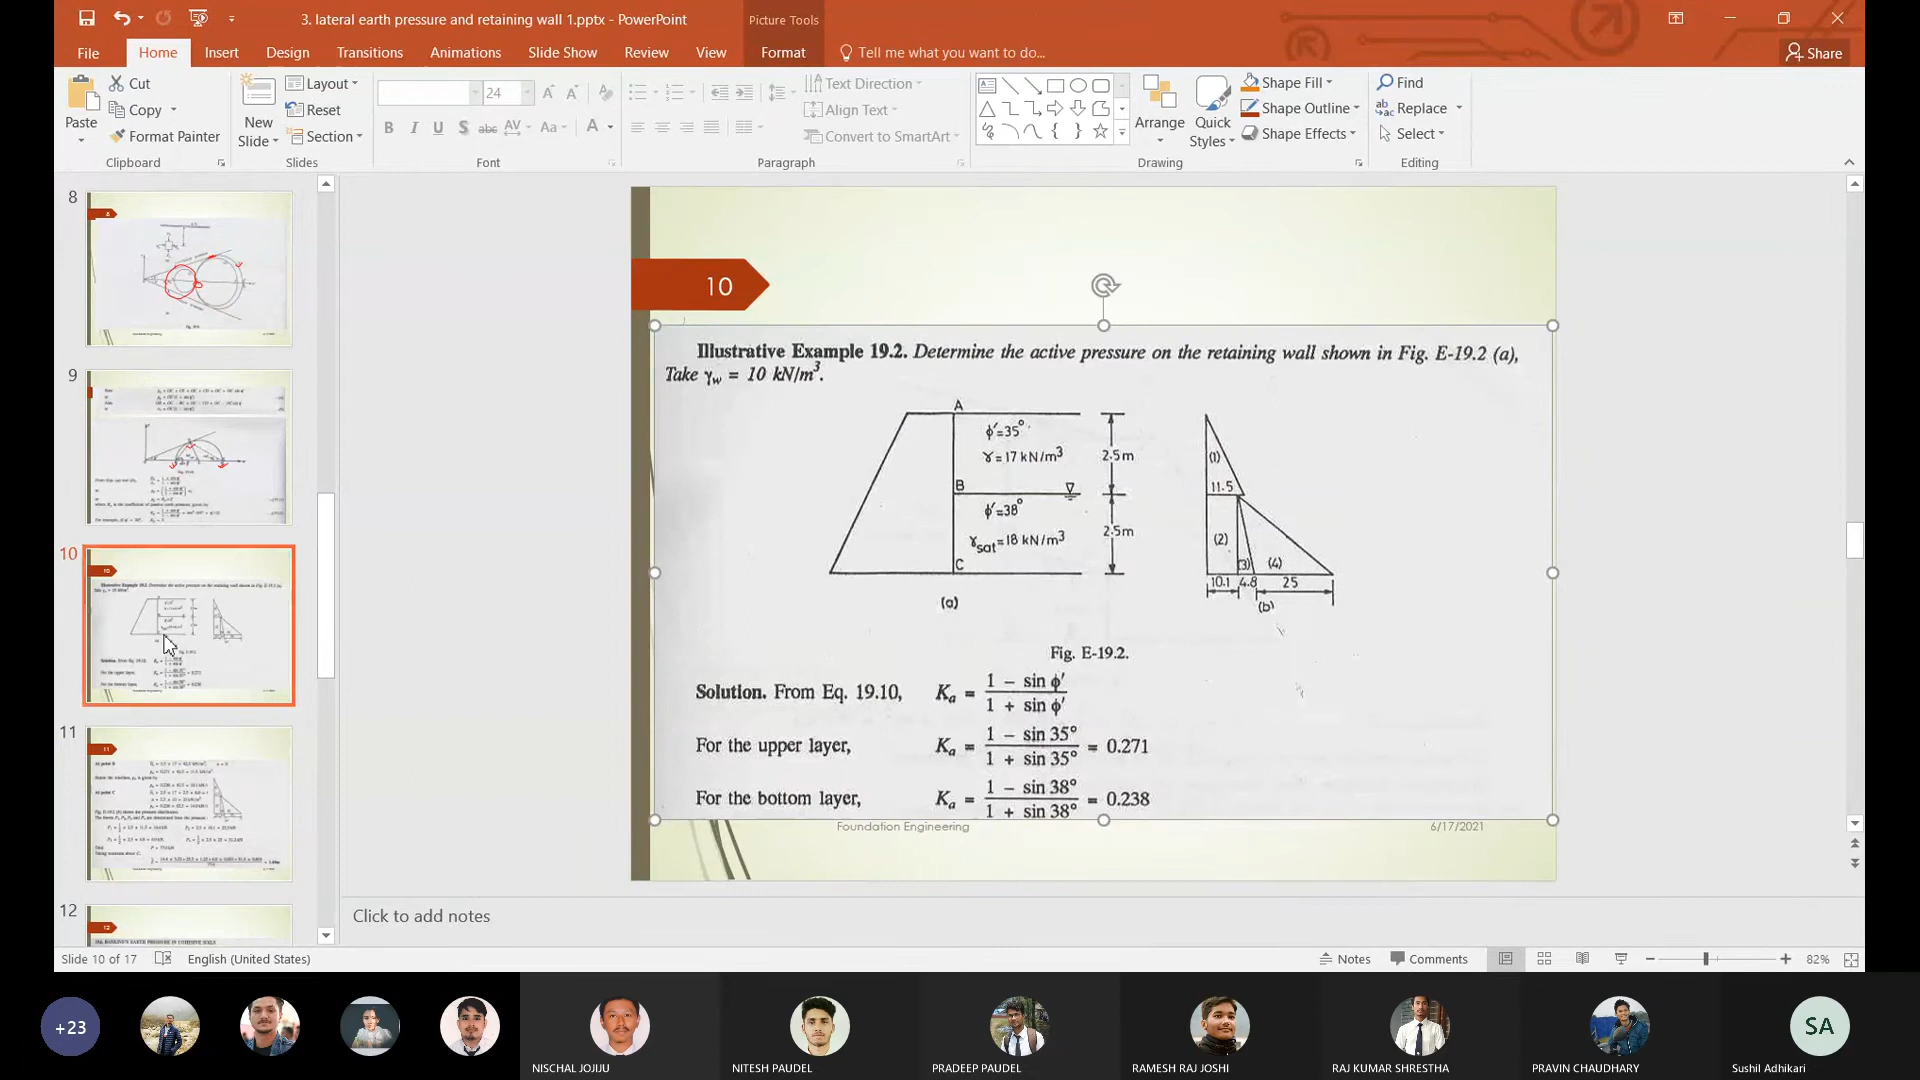 3. lateral earth pressure and retaining wall 1.pptx - PowerPoint
Picture Tools
File Home Insert Design Transitions Animations Slide Show Review View Format Tell me what you want to do... Share
Paste Cut Copy Format Painter Clipboard
New Slide Layout Reset Section Slides
24 Font
Text Direction Align Text Convert to SmartArt Paragraph
Arrange Quick Styles Shape Fill Shape Outline Shape Effects Drawing
Find Replace Select Editing
8
9
10
11
12
10
Illustrative Example 19.2. Determine the active pressure on the retaining wall shown in Fig. E-19.2 (a),
Take γw = 10 kN/m³.
A
ϕ'=35°
γ=17 kN/m³
2.5m
B
ϕ'=38°
γsat=18 kN/m³
2.5m
C
(a)
(1)
11.5
(2)
(3)
(4)
10.1 4.8 25
(b)
Fig. E-19.2.
Solution. From Eq. 19.10, Ka = 1 − sin ϕ' / 1 + sin ϕ'
For the upper layer, Ka = 1 − sin 35° / 1 + sin 35° = 0.271
For the bottom layer, Ka = 1 − sin 38° / 1 + sin 38° = 0.238
Foundation Engineering 6/17/2021
Click to add notes
Slide 10 of 17 English (United States) Notes Comments 82%
+23
NISCHAL JOJIJU
NITESH PAUDEL
PRADEEP PAUDEL
RAMESH RAJ JOSHI
RAJ KUMAR SHRESTHA
PRAVIN CHAUDHARY
SA
Sushil Adhikari